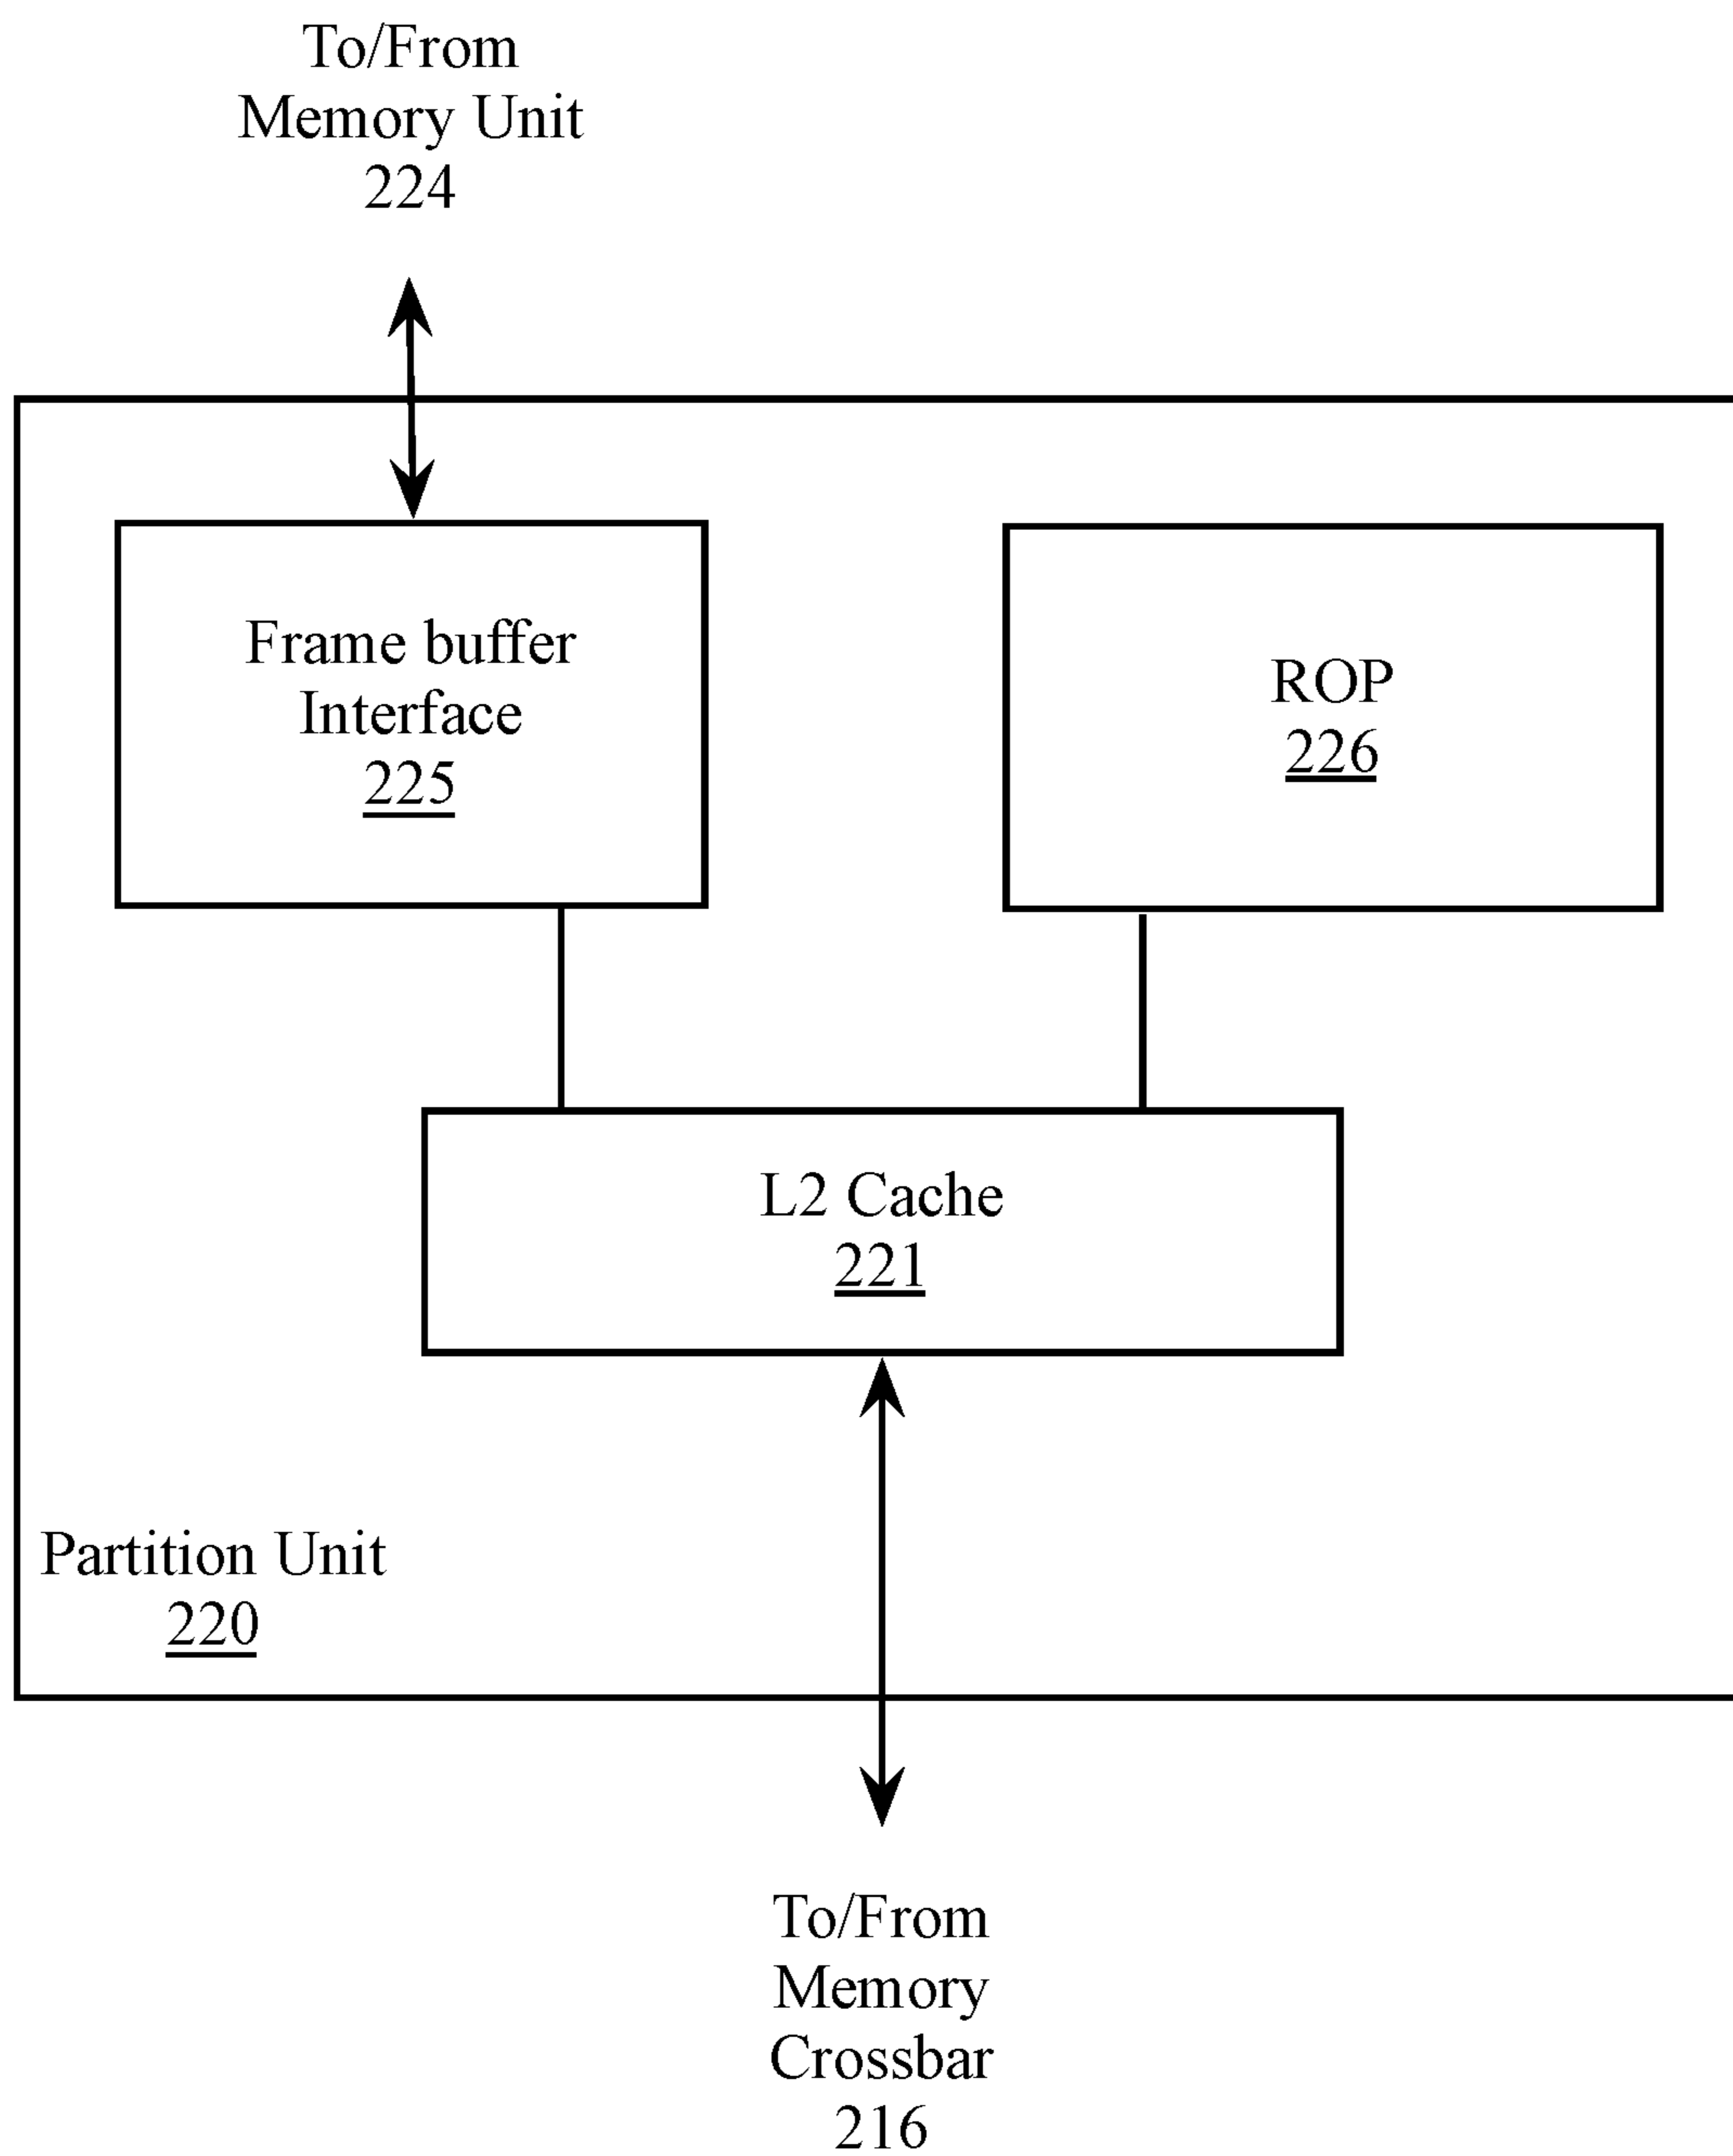 To/From
Memory Unit
224
Frame buffer
Interface
225
ROP
226
L2 Cache
221
Partition Unit
220
To/From
Memory
Crossbar
216